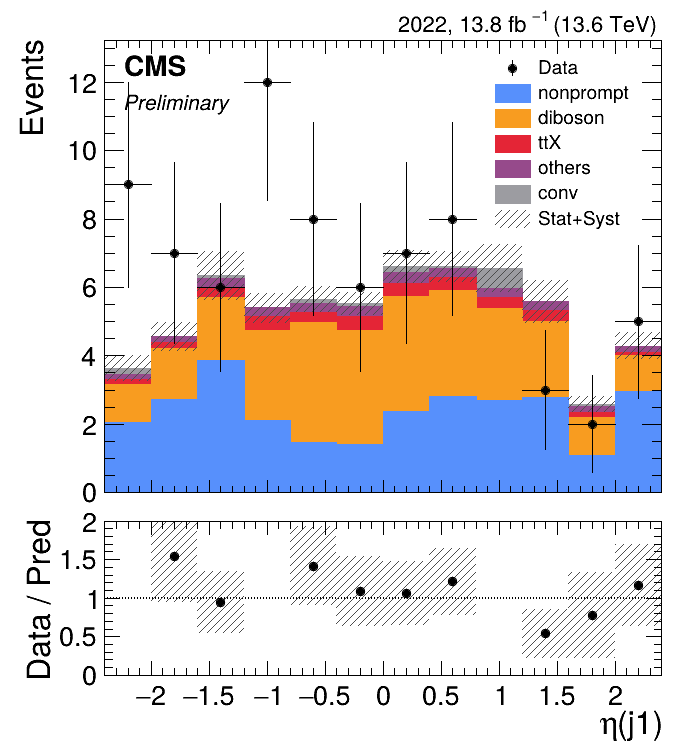 2022, 13.8 fb⁻¹ (13.6 TeV)
CMS
Preliminary
Events
12
10
8
6
4
2
0
Data
nonprompt
diboson
ttX
others
conv
Stat+Syst
Data / Pred
2
1.5
1
0.5
0
−2 −1.5 −1 −0.5 0 0.5 1 1.5 2
η(j1)